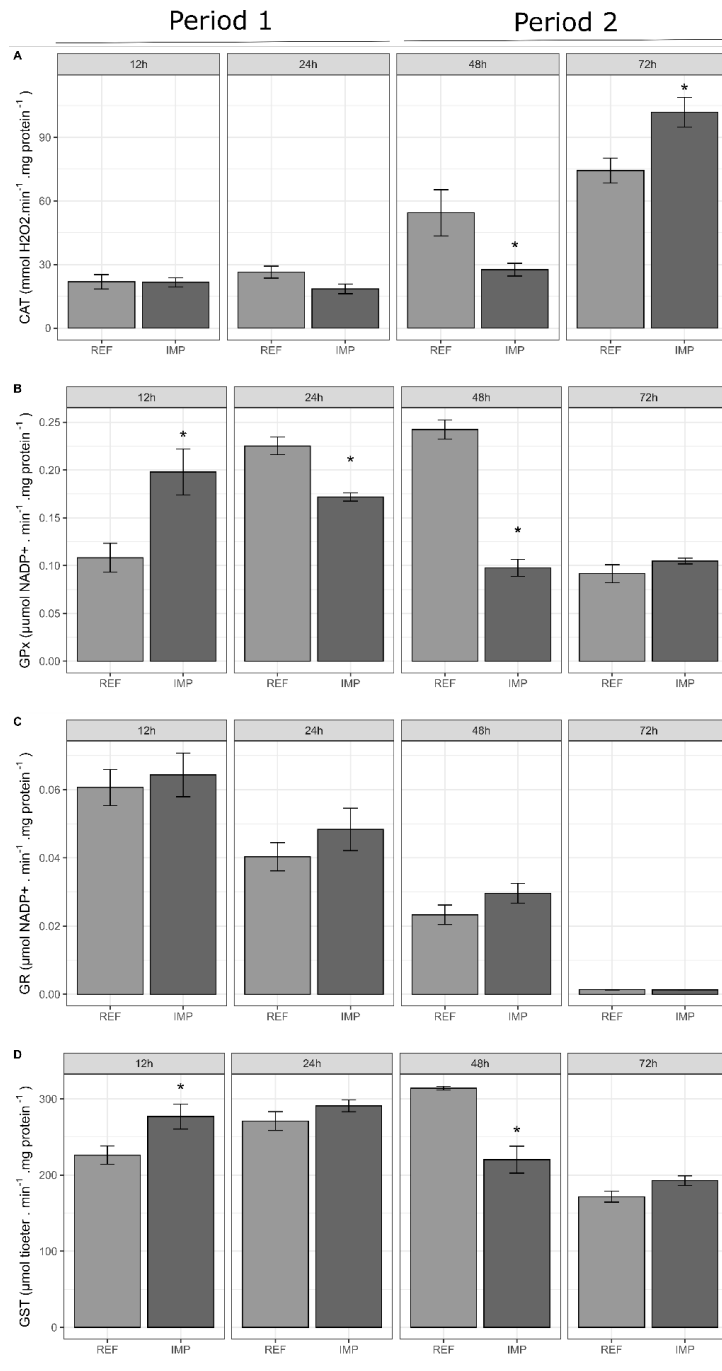 Period 1 Period 2
A
12h 24h 48h 72h
CAT (mmol H2O2.min⁻¹ .mg protein⁻¹ )
90
60
30
0
* *
REF IMP REF IMP REF IMP REF IMP
B
12h 24h 48h 72h
GPx (µumol NADP+ . min⁻¹ .mg protein⁻¹ )
0.25
0.20
0.15
0.10
0.05
0.00
* * *
REF IMP REF IMP REF IMP REF IMP
C
12h 24h 48h 72h
GR (µmol NADP+ . min⁻¹ .mg protein⁻¹ )
0.06
0.04
0.02
0.00
REF IMP REF IMP REF IMP REF IMP
D
12h 24h 48h 72h
GST (µmol tioeter . min⁻¹ .mg protein⁻¹ )
300
200
100
0
* *
REF IMP REF IMP REF IMP REF IMP